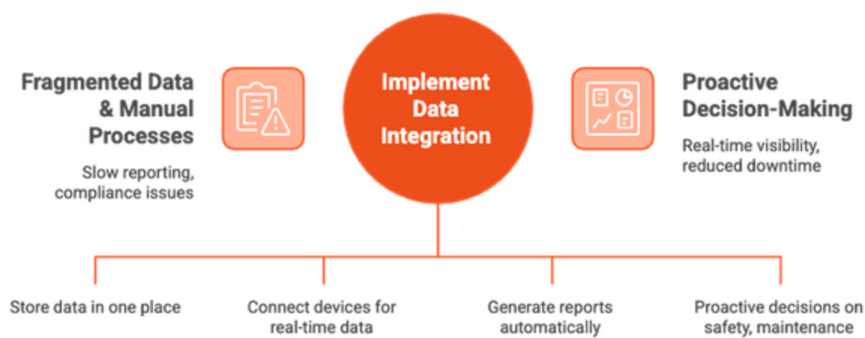 Fragmented Data
& Manual
Processes
Slow reporting,
compliance issues
Implement
Data
Integration
Proactive
Decision-Making
Real-time visibility,
reduced downtime
Store data in one place
Connect devices for
real-time data
Generate reports
automatically
Proactive decisions on
safety, maintenance